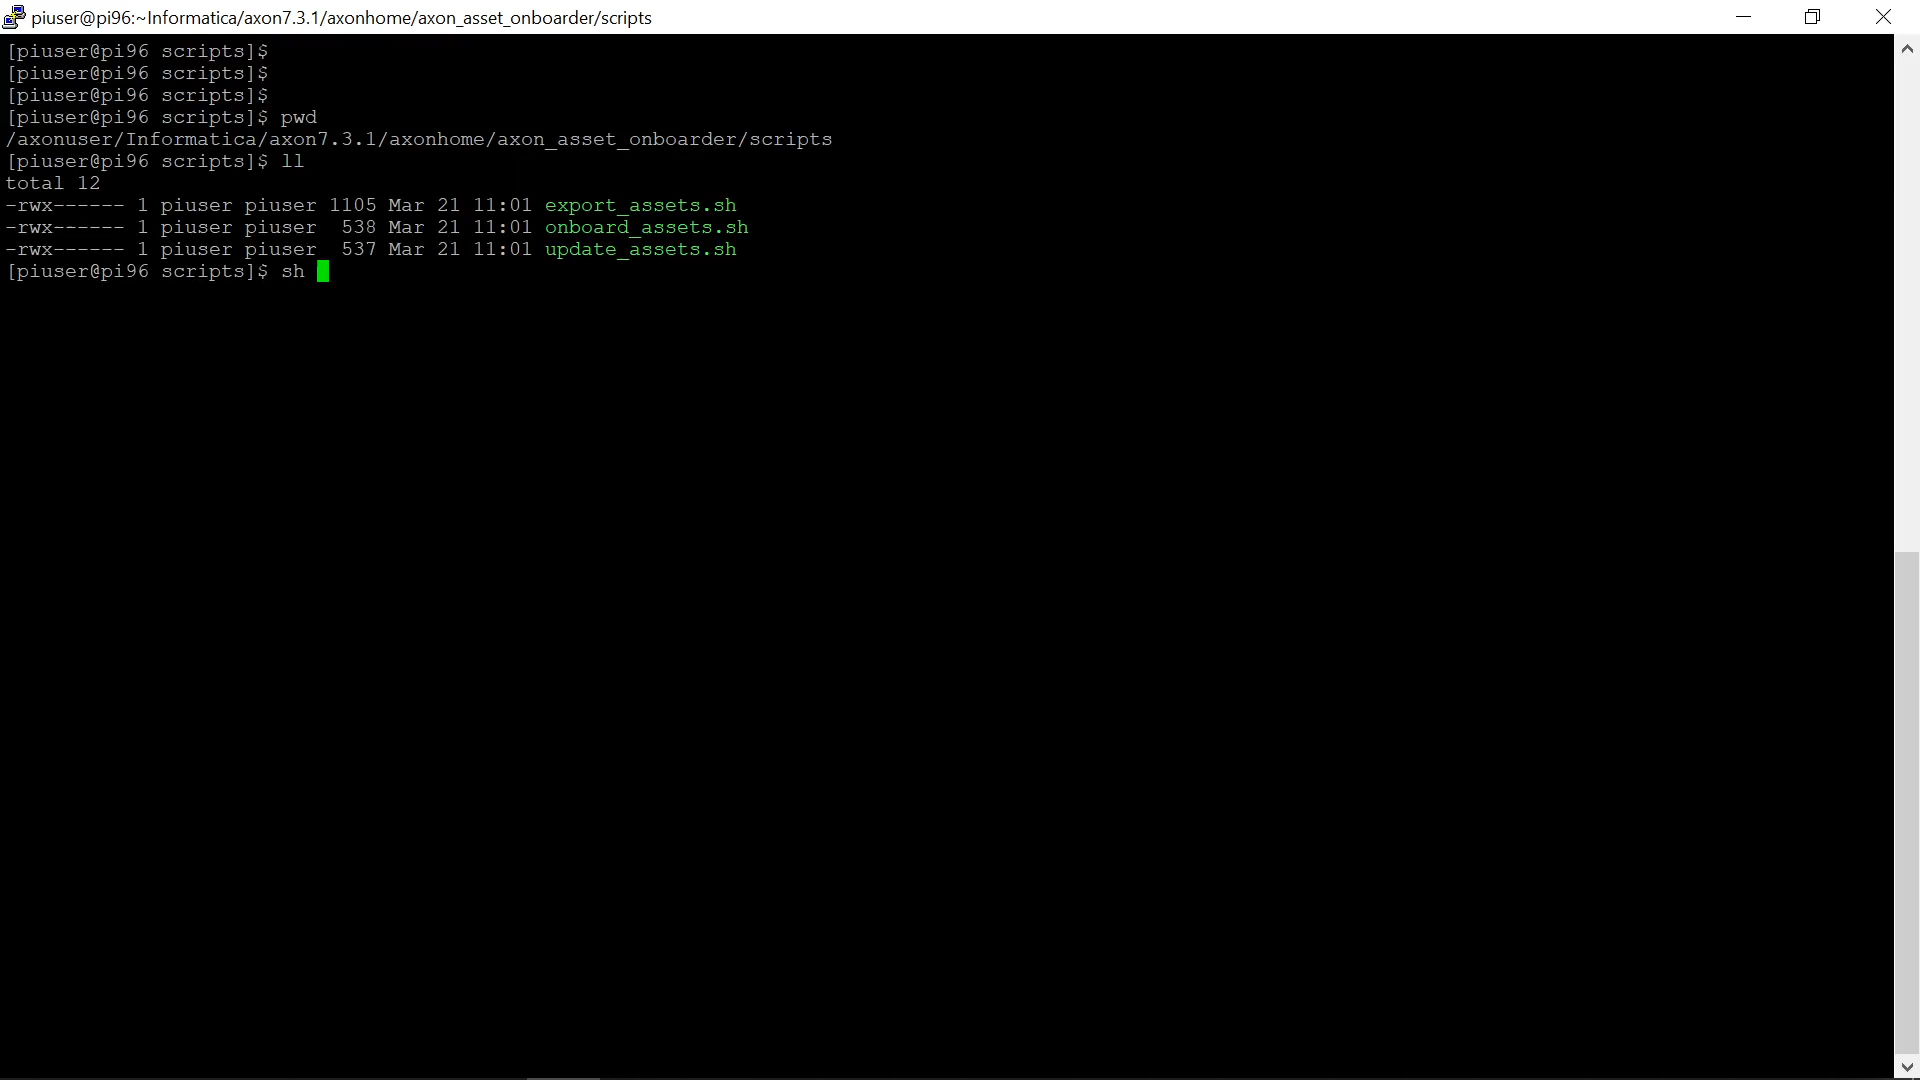 piuser@pi96:~Informatica/axon7.3.1/axonhome/axon_asset_onboarder/scripts
[piuser@pi96 scripts]$
[piuser@pi96 scripts]$
[piuser@pi96 scripts]$
[piuser@pi96 scripts]$ pwd
/axonuser/Informatica/axon7.3.1/axonhome/axon_asset_onboarder/scripts
[piuser@pi96 scripts]$ ll
total 12
-rwx------ 1 piuser piuser 1105 Mar 21 11:01 export_assets.sh
-rwx------ 1 piuser piuser  538 Mar 21 11:01 onboard_assets.sh
-rwx------ 1 piuser piuser  537 Mar 21 11:01 update_assets.sh
[piuser@pi96 scripts]$ sh